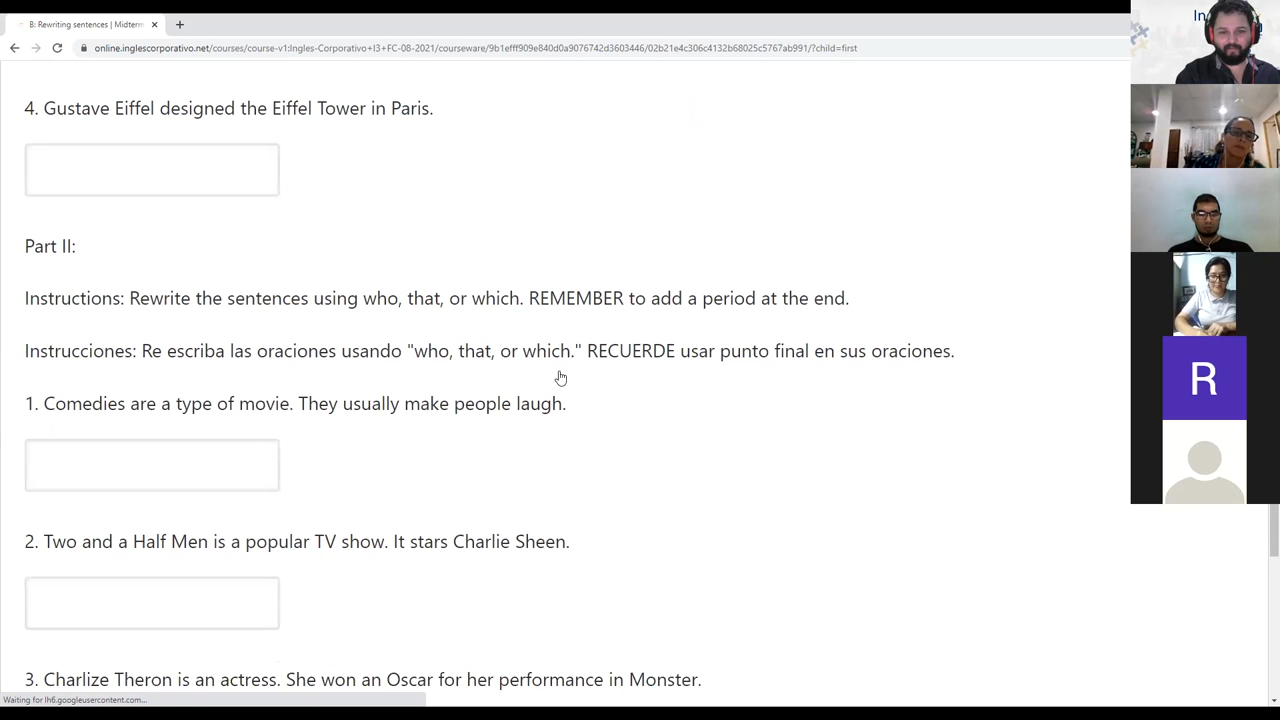 B: Rewriting sentences | Midterm
In
online.inglescorporativo.net/courses/course-v1:Ingles-Corporativo+I3+FC-08-2021/courseware/9b1efff909e840d0a9076742d3603446/02b21e4c306c4132b68025c5767ab991/?child=first
4. Gustave Eiffel designed the Eiffel Tower in Paris.
Part II:
Instructions: Rewrite the sentences using who, that, or which. REMEMBER to add a period at the end.
Instrucciones: Re escriba las oraciones usando "who, that, or which." RECUERDE usar punto final en sus oraciones.
R
1. Comedies are a type of movie. They usually make people laugh.
2. Two and a Half Men is a popular TV show. It stars Charlie Sheen.
3. Charlize Theron is an actress. She won an Oscar for her performance in Monster.
Waiting for lh6.googleusercontent.com...